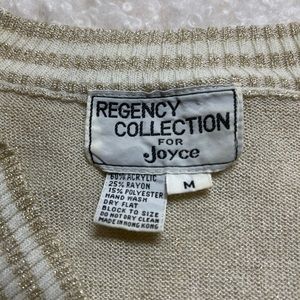 REGENCY
COLLECTION
FOR
Joyce
M
60% ACRYLIC
25% RAYON
15% POLYESTER
HAND WASH
DRY FLAT
BLOCK TO SIZE
DO NOT DRY CLEAN
MADE IN HONG KONG